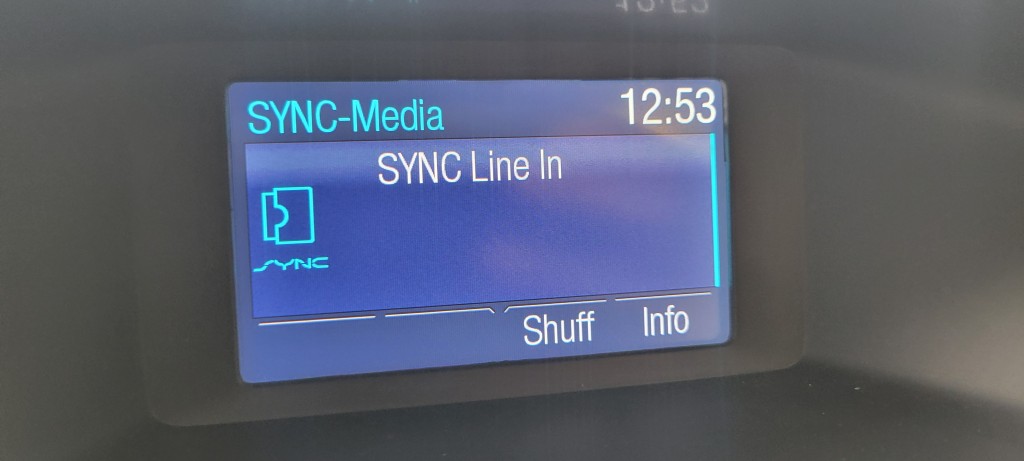 SYNC-Media 12:53
SYNC Line In
SYNC
Shuff Info